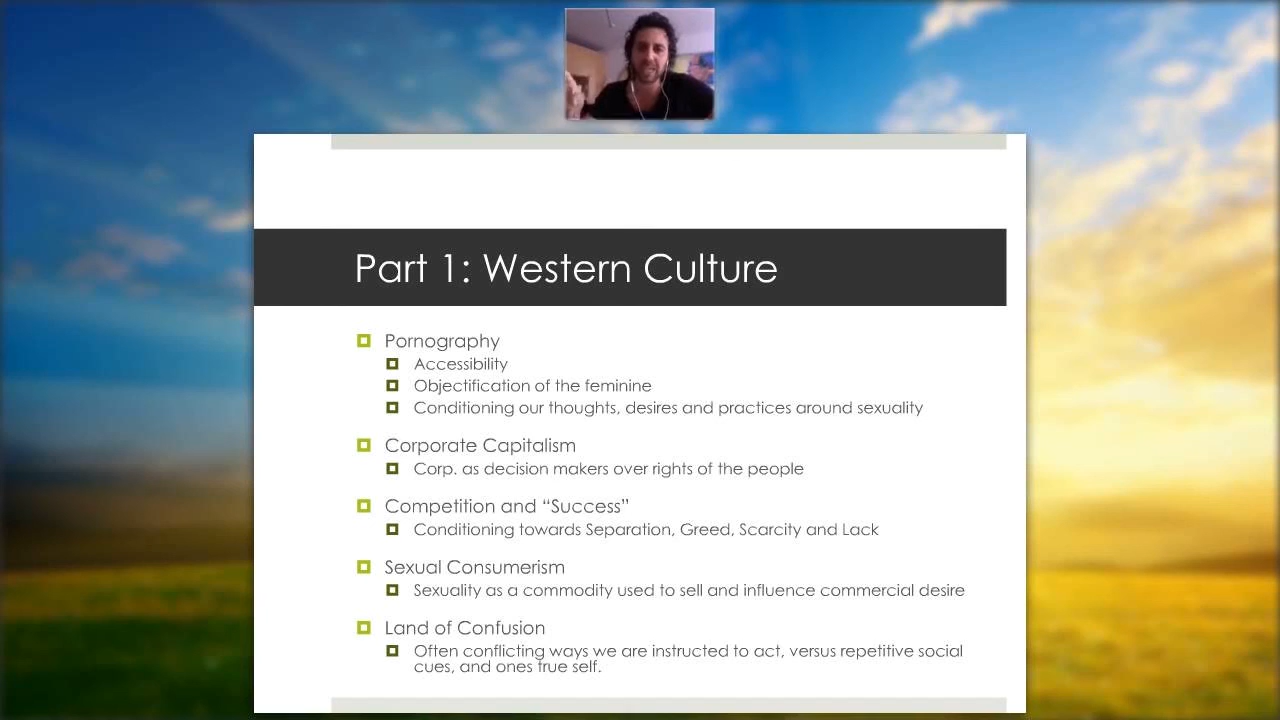 Part 1: Western Culture
Pornography
Accessibility
Objectification of the feminine
Conditioning our thoughts, desires and practices around sexuality
Corporate Capitalism
Corp. as decision makers over rights of the people
Competition and “Success”
Conditioning towards Separation, Greed, Scarcity and Lack
Sexual Consumerism
Sexuality as a commodity used to sell and influence commercial desire
Land of Confusion
Often conflicting ways we are instructed to act, versus repetitive social
cues, and ones true self.